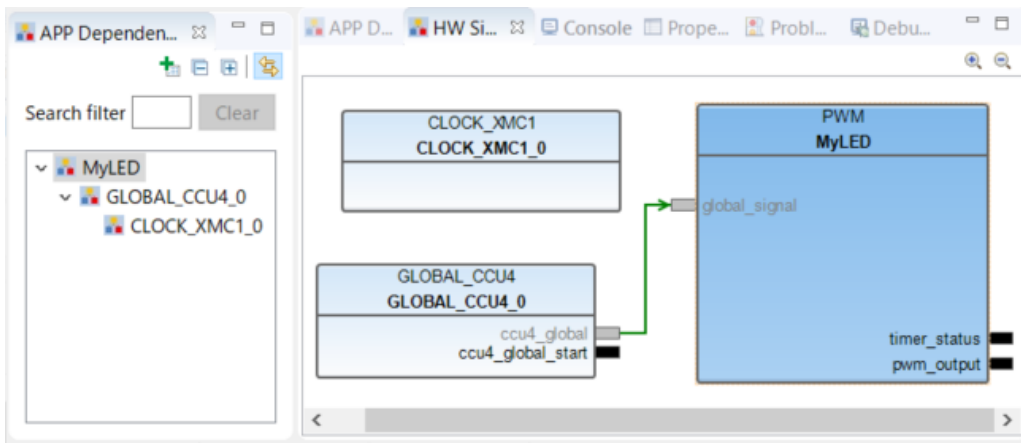 APP Dependen...
Search filter
Clear
MyLED
GLOBAL_CCU4_0
CLOCK_XMC1_0
APP D...
HW Si...
Console
Prope...
Probl...
Debu...
CLOCK_XMC1
CLOCK_XMC1_0
PWM
MyLED
global_signal
GLOBAL_CCU4
GLOBAL_CCU4_0
ccu4_global
ccu4_global_start
timer_status
pwm_output